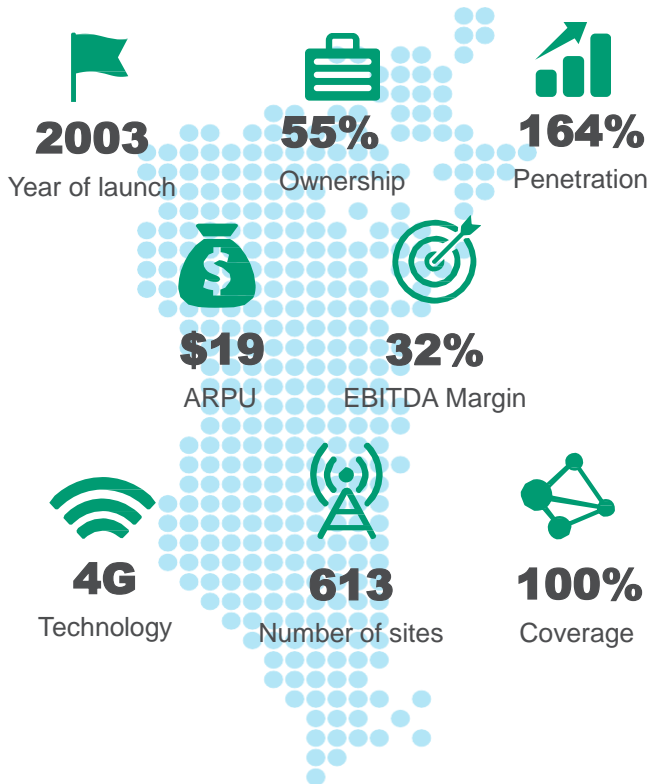 2003
Year of launch
55%
Ownership
164%
Penetration
$
$19
ARPU
32%
EBITDA Margin
4G
Technology
613
Number of sites
100%
Coverage